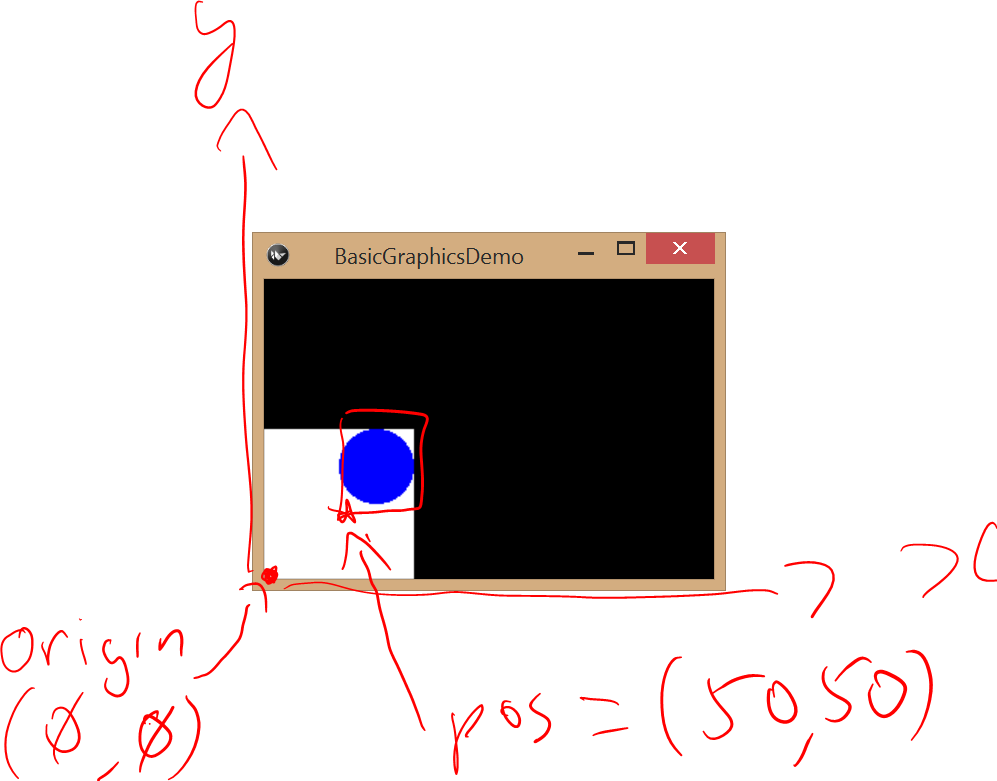 y
BasicGraphicsDemo
x
origin
(0,0)
pos = (50,50)